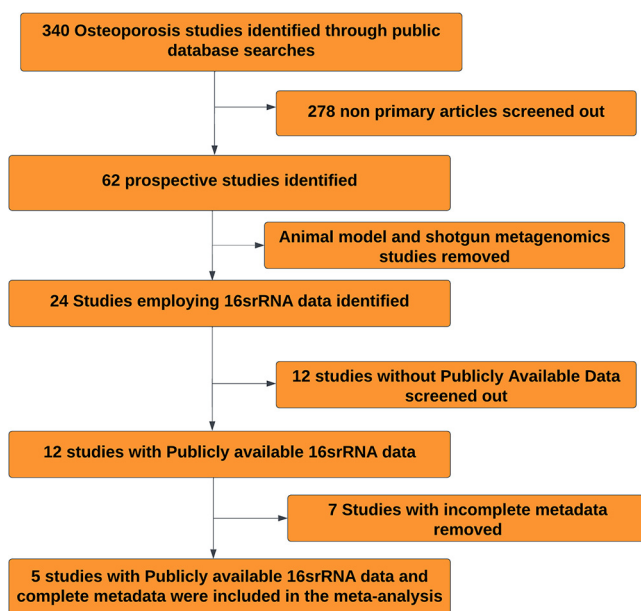 340 Osteoporosis studies identified through public
database searches
278 non primary articles screened out
62 prospective studies identified
Animal model and shotgun metagenomics
studies removed
24 Studies employing 16srRNA data identified
12 studies without Publicly Available Data
screened out
12 studies with Publicly available 16srRNA data
7 Studies with incomplete metadata
removed
5 studies with Publicly available 16srRNA data and
complete metadata were included in the meta-analysis